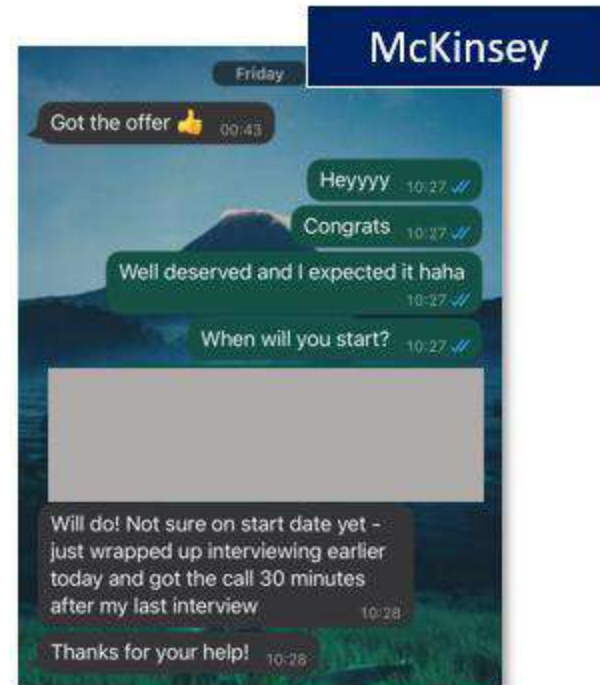 McKinsey
Friday
Got the offer 👍 00:43
Heyyyy 10:27
Congrats 10:27
Well deserved and I expected it haha
10:27
When will you start? 10:27
Will do! Not sure on start date yet -
just wrapped up interviewing earlier
today and got the call 30 minutes
after my last interview 10:28
Thanks for your help! 10:28